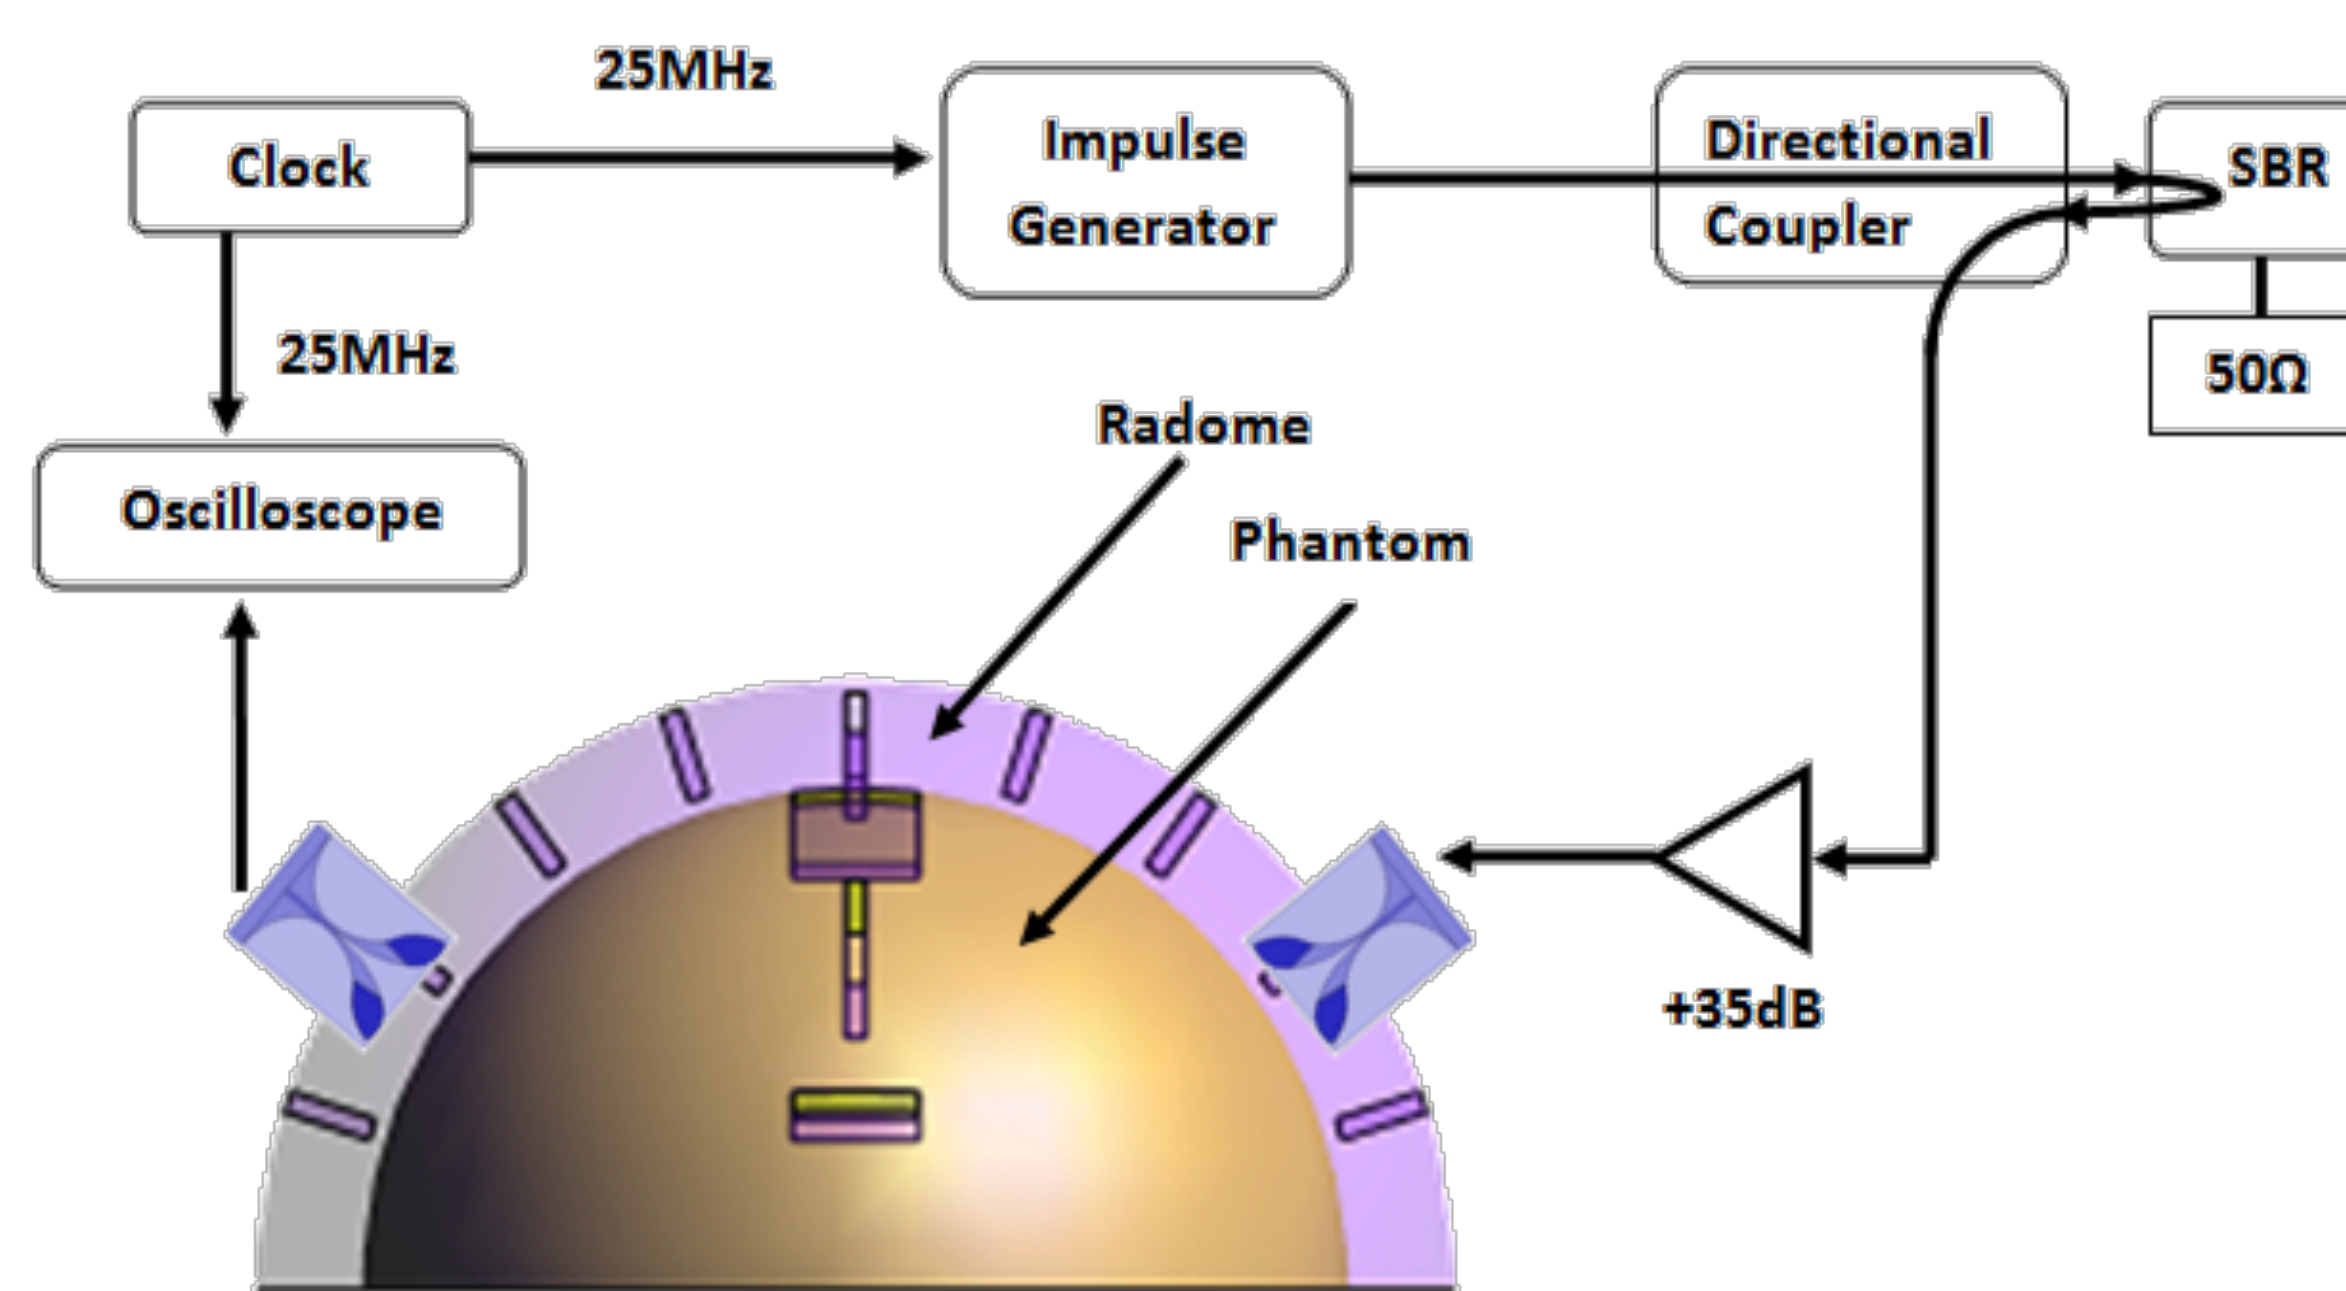 25MHz
Clock
Impulse
Generator
Directional
Coupler
SBR
25MHz
50Ω
Radome
Oscilloscope
Phantom
+35dB